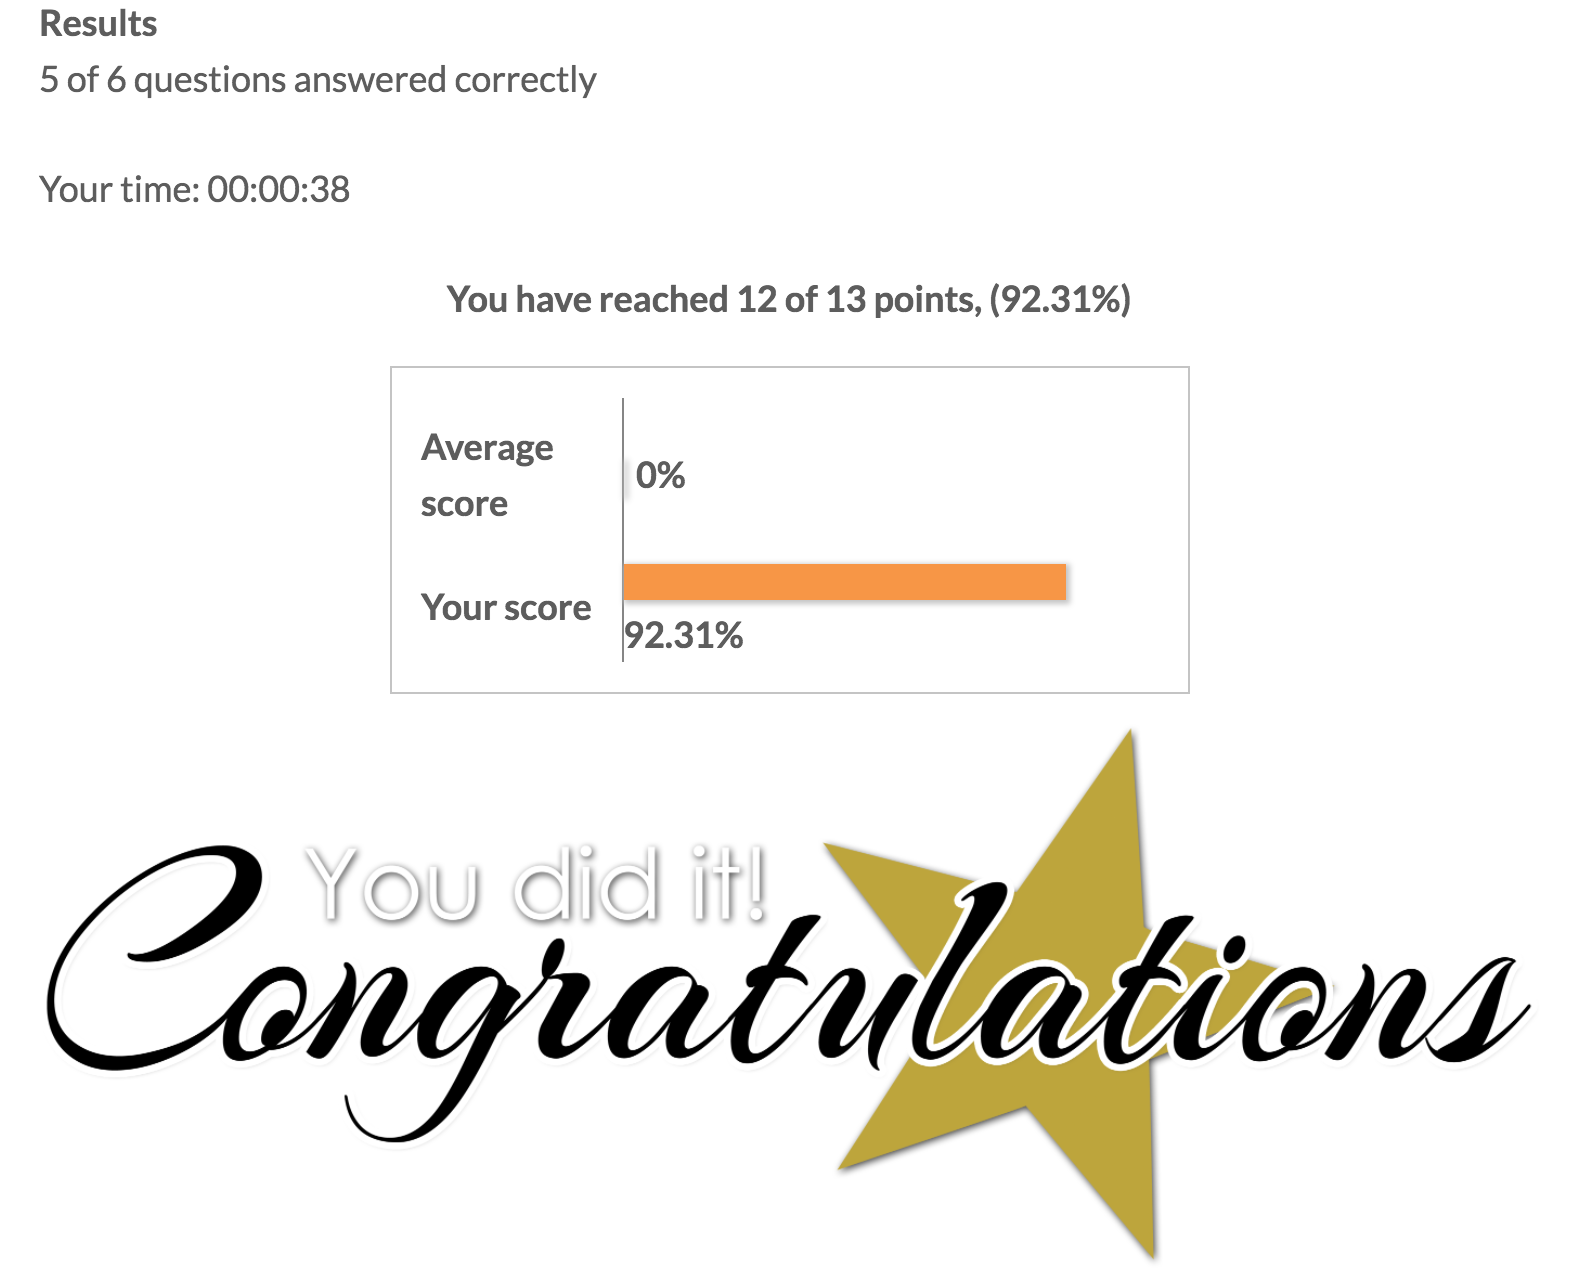 Results
5 of 6 questions answered correctly
Your time: 00:00:38
You have reached 12 of 13 points, (92.31%)
Average
score
0%
Your score
92.31%
You did it!
Congratulations